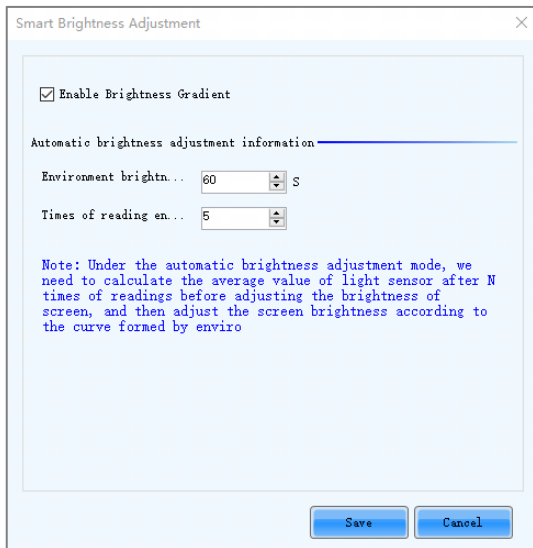 Smart Brightness Adjustment
Enable Brightness Gradient
Automatic brightness adjustment information
Environment brightn... 60 S
Times of reading en... 5
Note: Under the automatic brightness adjustment mode, we
need to calculate the average value of light sensor after N
times of readings before adjusting the brightness of
screen, and then adjust the screen brightness according to
the curve formed by enviro
Save Cancel